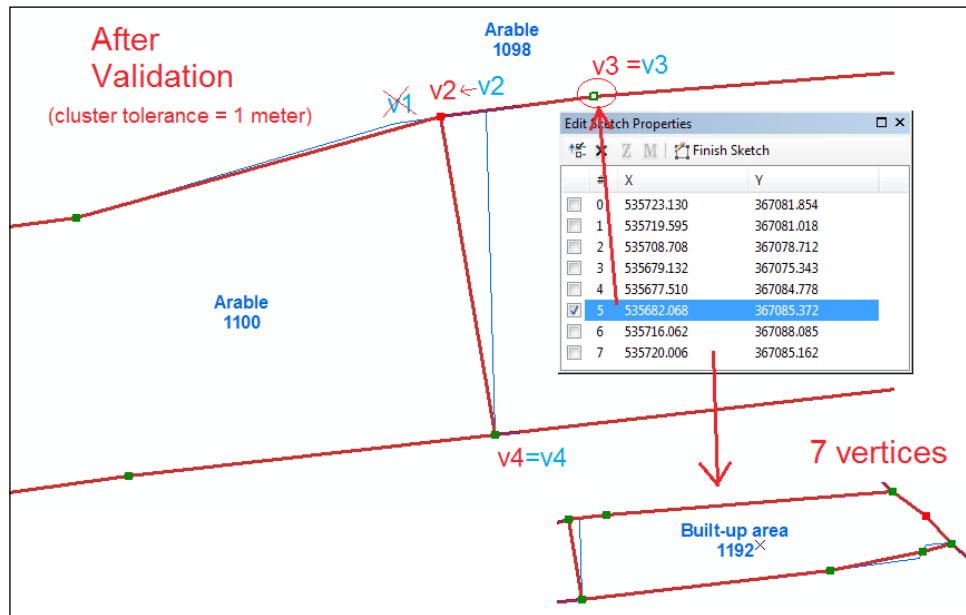 After
Validation
(cluster tolerance = 1 meter)
Arable
1098
v1
v2←v2
v3 =v3
Edit Sketch Properties
Z M Finish Sketch
# X Y
0 535723.130 367081.854
1 535719.595 367081.018
2 535708.708 367078.712
3 535679.132 367075.343
4 535677.510 367084.778
5 535682.068 367085.372
6 535716.062 367088.085
7 535720.006 367085.162
Arable
1100
v4=v4
7 vertices
Built-up area
1192